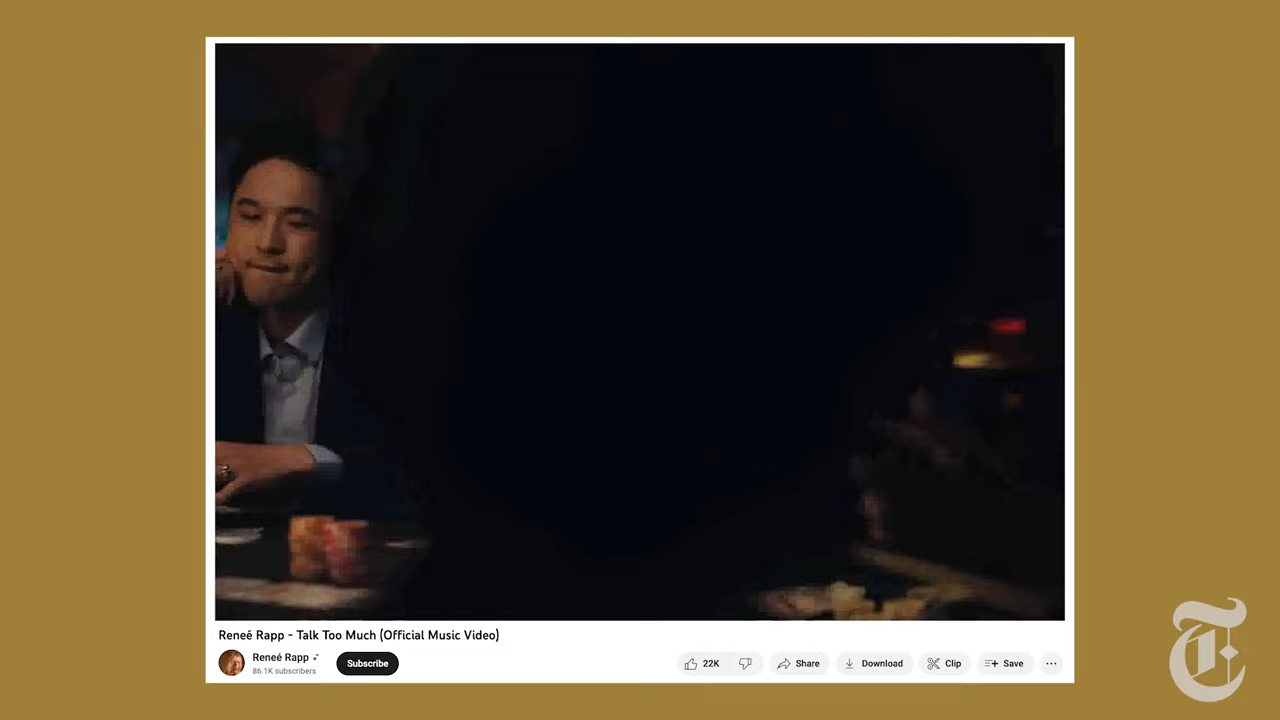 Reneé Rapp - Talk Too Much (Official Music Video)
Reneé Rapp
86.1K subscribers
Subscribe
22K
Share
Download
Clip
Save
T